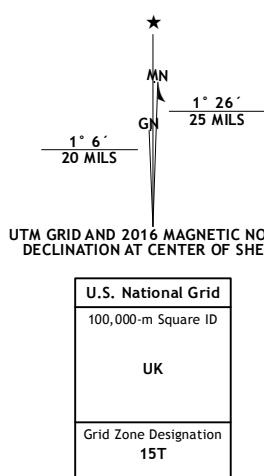 ★
MN
GN
1° 26´
25 MILS
1° 6´
20 MILS
UTM GRID AND 2016 MAGNETIC NO
DECLINATION AT CENTER OF SHE
U.S. National Grid
100,000-m Square ID
UK
Grid Zone Designation
15T